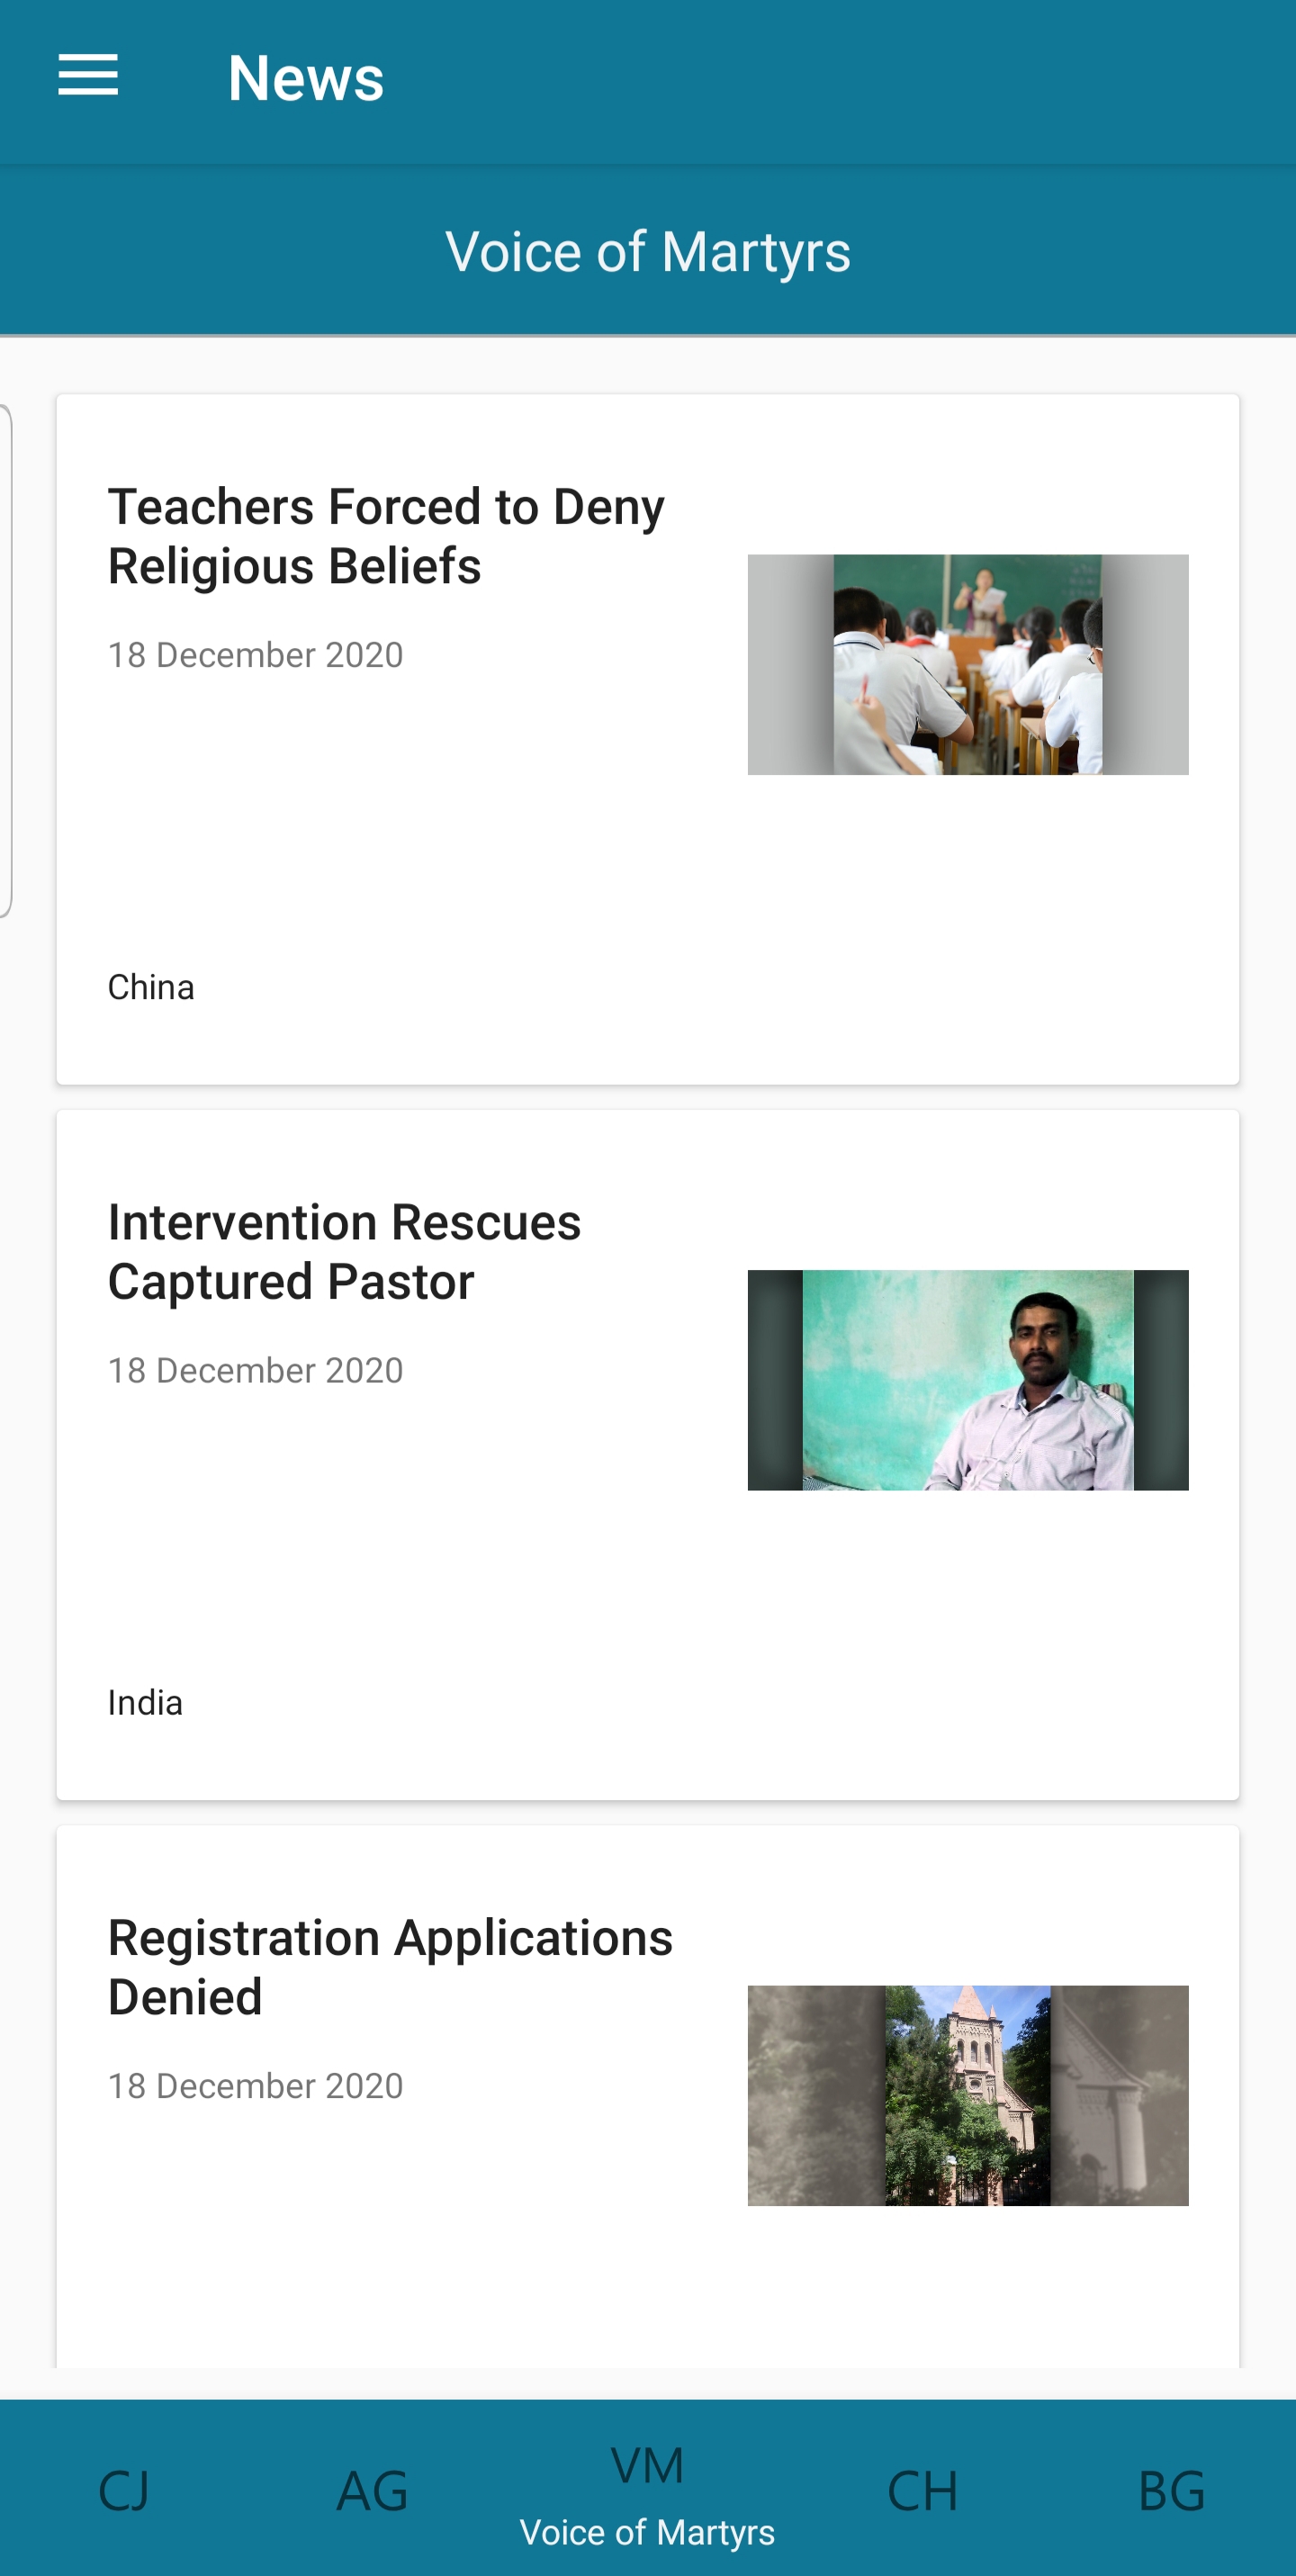 News
Voice of Martyrs
Teachers Forced to Deny
Religious Beliefs
18 December 2020
China
Intervention Rescues
Captured Pastor
18 December 2020
India
Registration Applications
Denied
18 December 2020
CJ
AG
VM
Voice of Martyrs
CH
BG